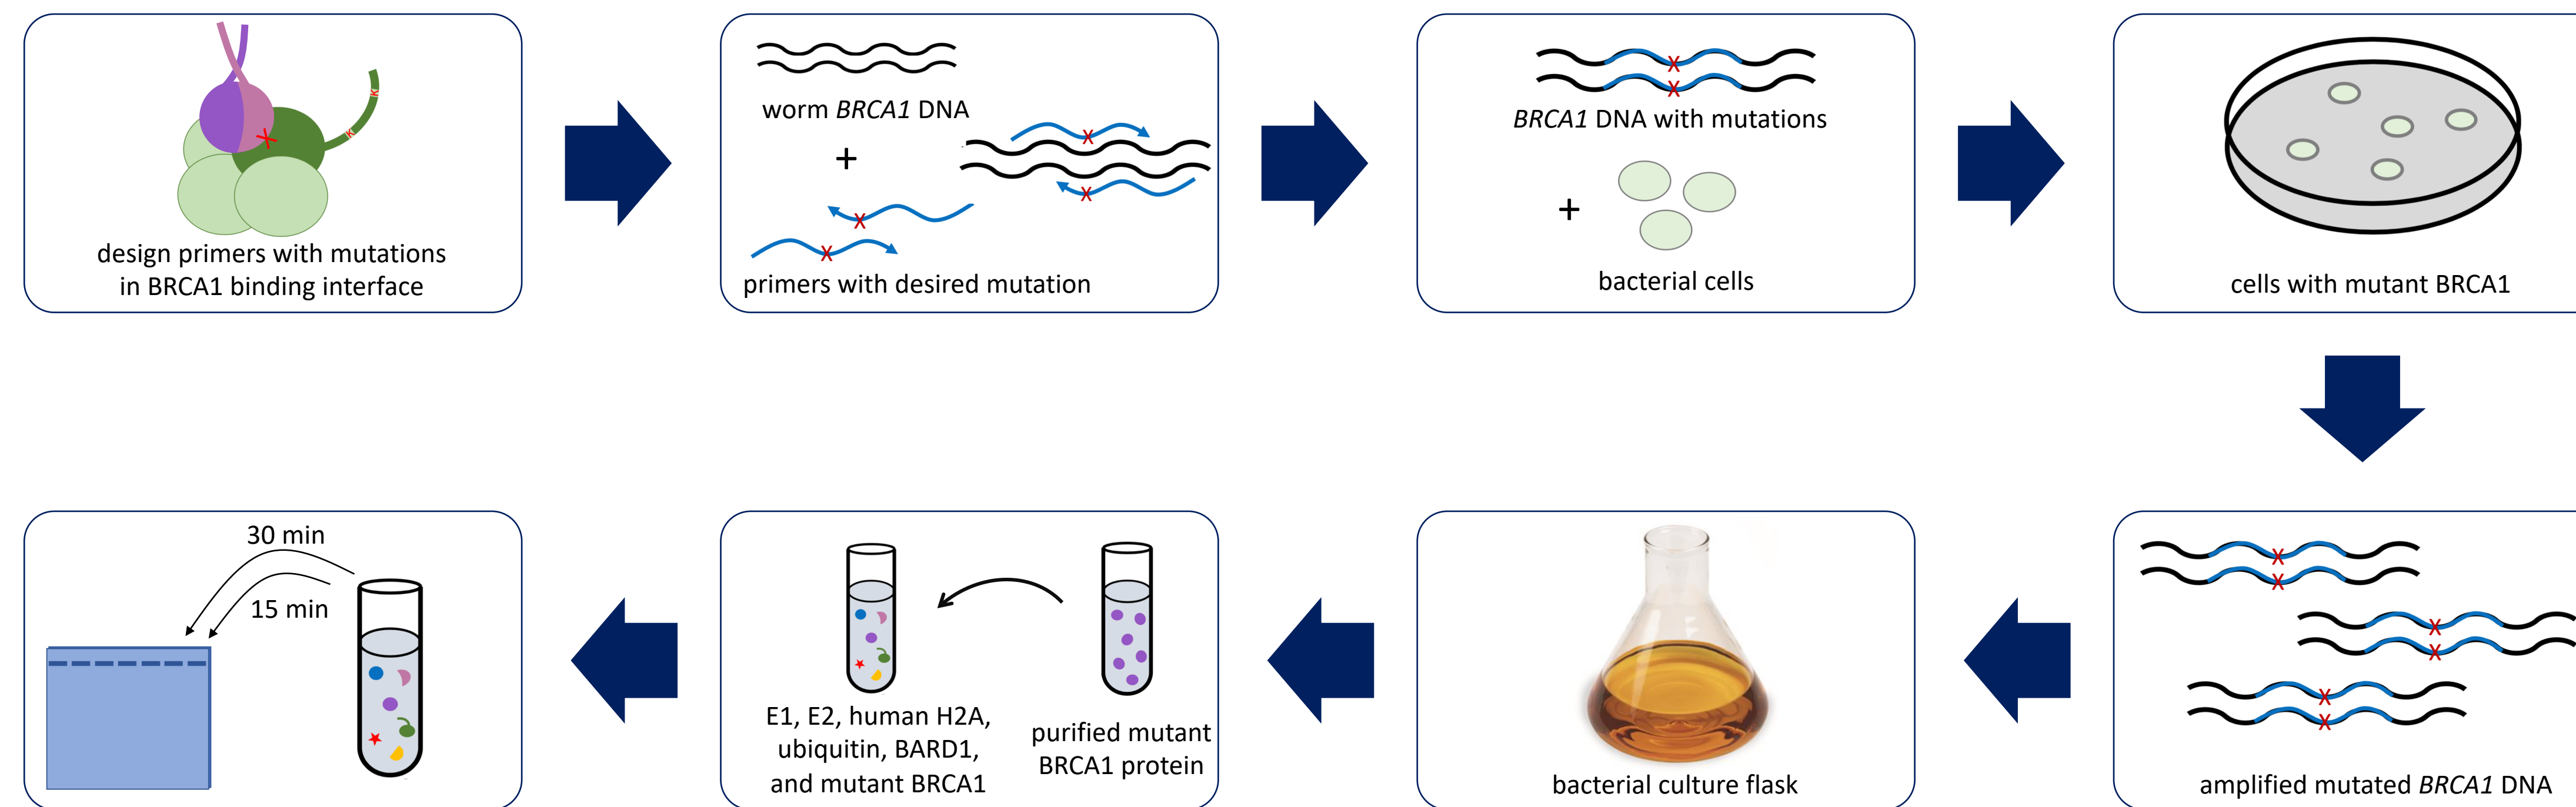 design primers with mutations
in BRCA1 binding interface
worm BRCA1 DNA
+
primers with desired mutation
BRCA1 DNA with mutations
+
bacterial cells
cells with mutant BRCA1
30 min
15 min
E1, E2, human H2A,
ubiquitin, BARD1,
and mutant BRCA1
purified mutant
BRCA1 protein
bacterial culture flask
amplified mutated BRCA1 DNA